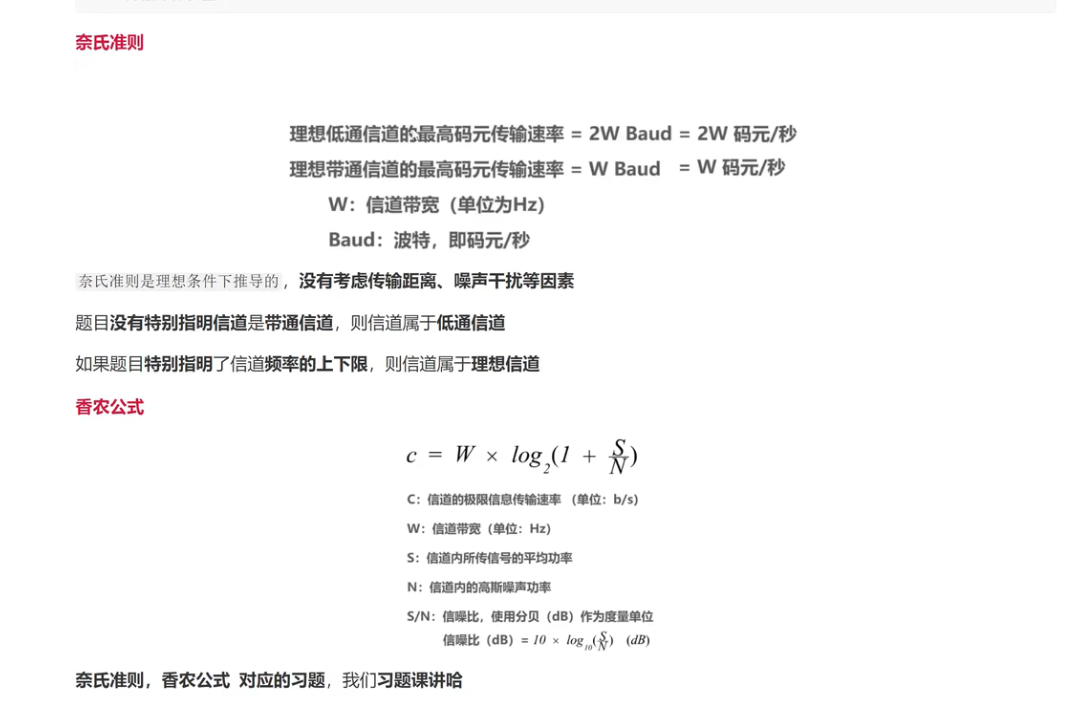 奈氏准则
理想低通信道的最高码元传输速率 = 2W Baud = 2W 码元/秒
理想带通信道的最高码元传输速率 = W Baud = W 码元/秒
W：信道带宽（单位为Hz）
Baud：波特，即码元/秒
奈氏准则是理想条件下推导的，没有考虑传输距离、噪声干扰等因素
题目没有特别指明信道是带通信道，则信道属于低通信道
如果题目特别指明了信道频率的上下限，则信道属于理想信道
香农公式
c = W × log₂(1 + S/N)
C：信道的极限信息传输速率 （单位：b/s）
W：信道带宽（单位：Hz）
S：信道内所传信号的平均功率
N：信道内的高斯噪声功率
S/N：信噪比，使用分贝（dB）作为度量单位
信噪比（dB）= 10 × log₁₀(S/N) (dB)
奈氏准则，香农公式 对应的习题，我们习题课讲哈